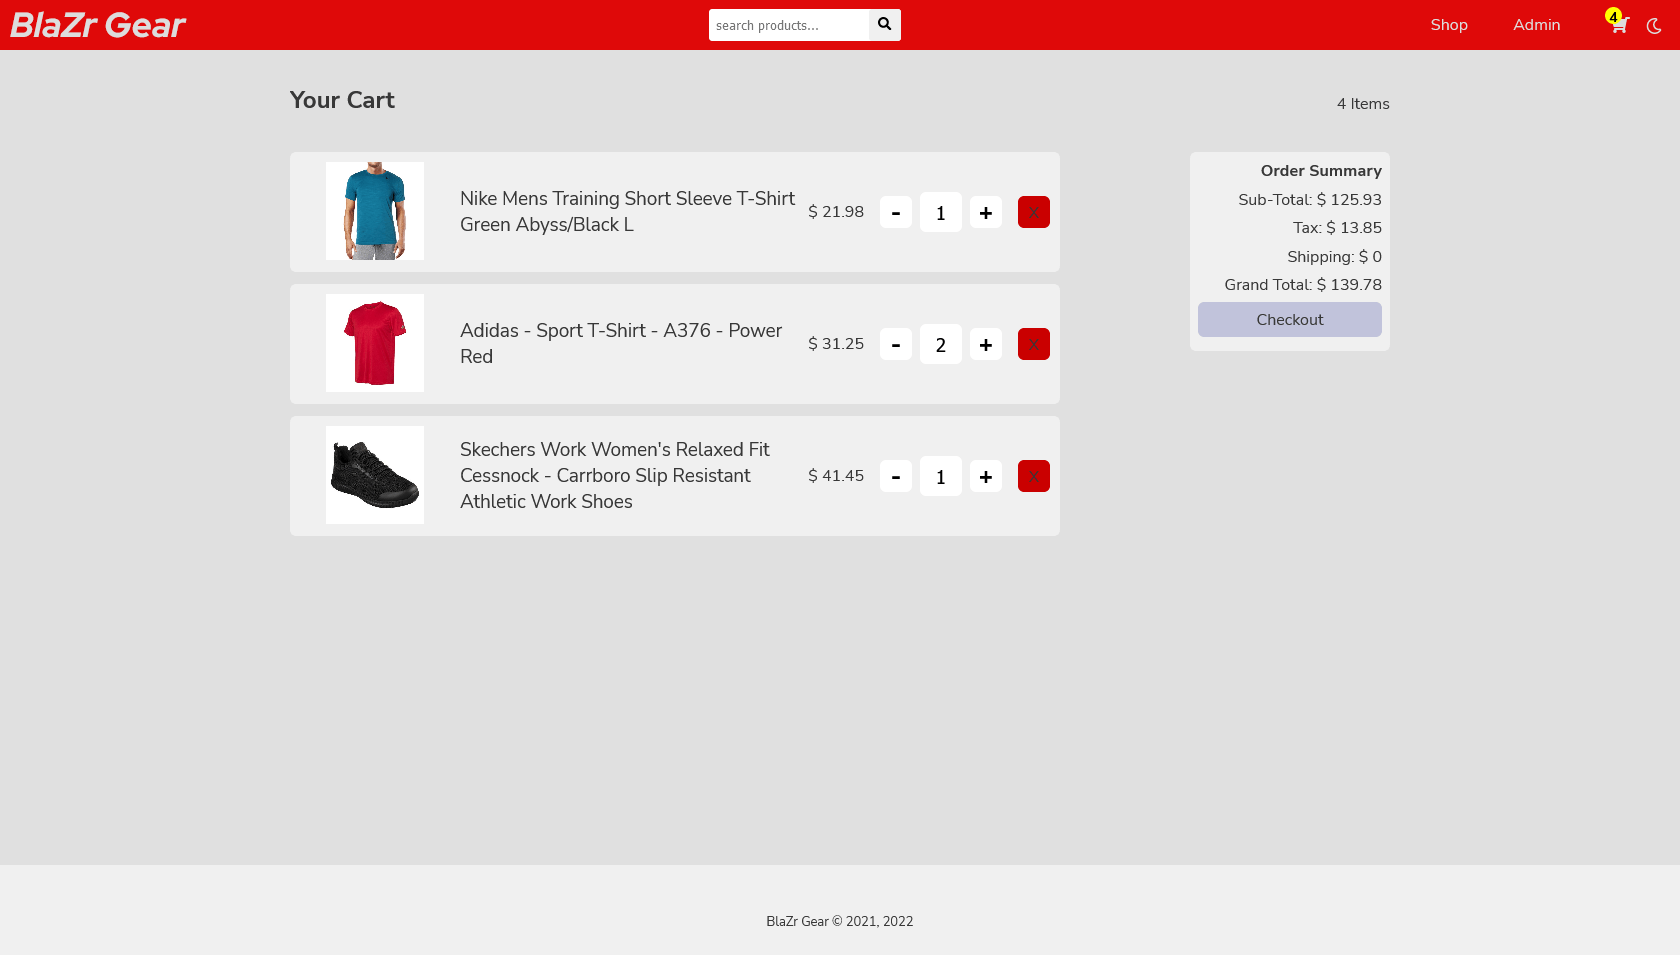 BlaZr Gear
search products...
Shop
Admin
4
Your Cart
4 Items
Nike Mens Training Short Sleeve T-Shirt
Green Abyss/Black L
$ 21.98
-
1
+
X
Adidas - Sport T-Shirt - A376 - Power
Red
$ 31.25
-
2
+
X
Skechers Work Women's Relaxed Fit
Cessnock - Carrboro Slip Resistant
Athletic Work Shoes
$ 41.45
-
1
+
X
Order Summary
Sub-Total: $ 125.93
Tax: $ 13.85
Shipping: $ 0
Grand Total: $ 139.78
Checkout
BlaZr Gear © 2021, 2022